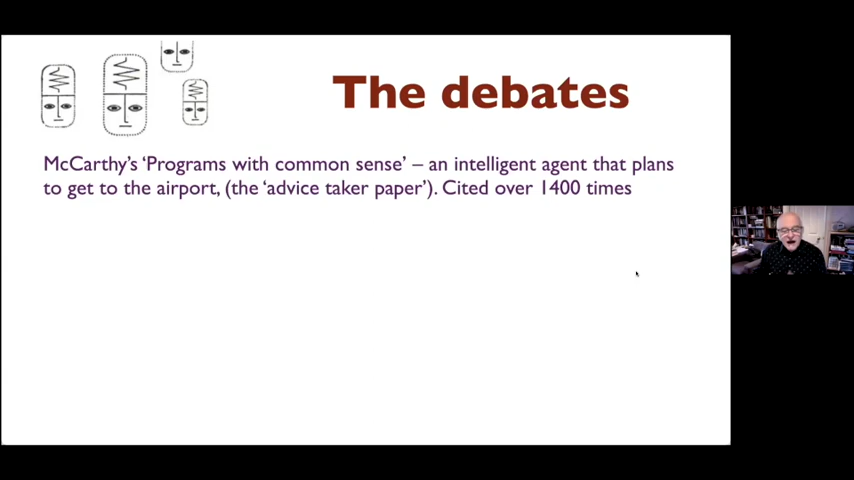 The debates
McCarthy's 'Programs with common sense' – an intelligent agent that plans
to get to the airport, (the 'advice taker paper'). Cited over 1400 times